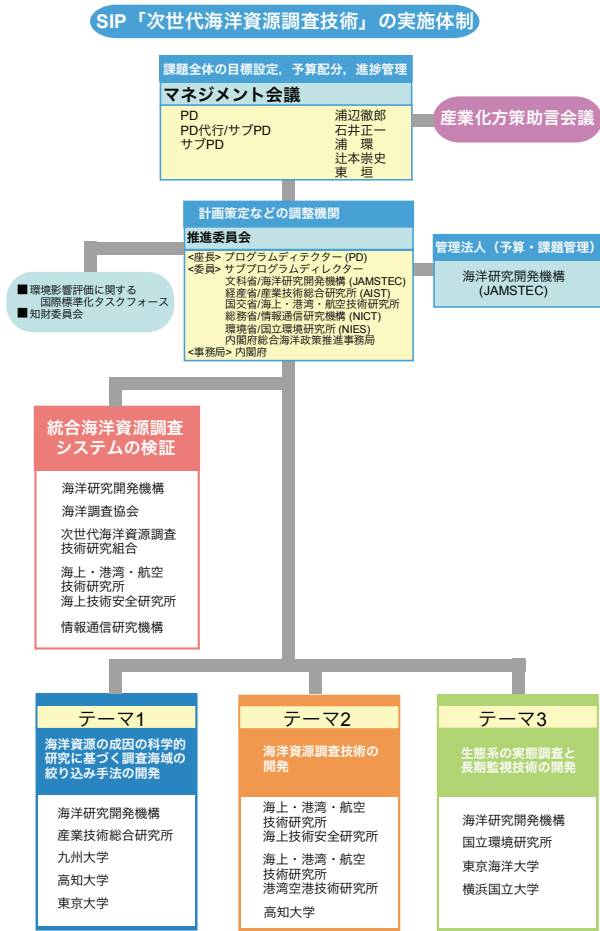 SIP「次世代海洋資源調査技術」の実施体制
課題全体の目標設定，予算配分，進捗管理
マネジメント会議
PD 浦辺徹郎
PD代行/サブPD 石井正一
サブPD 浦　環
辻本崇史
東　垣
産業化方策助言会議
計画策定などの調整機関
推進委員会
<座長> プログラムディテクター (PD)
<委員> サブプログラムディレクター
文科省/海洋研究開発機構 (JAMSTEC)
経産省/産業技術総合研究所 (AIST)
国交省/海上・港湾・航空技術研究所
総務省/情報通信研究機構 (NICT)
環境省/国立環境研究所 (NIES)
内閣府総合海洋政策推進事務局
<事務局> 内閣府
管理法人（予算・課題管理）
海洋研究開発機構
(JAMSTEC)
■ 環境影響評価に関する
国際標準化タスクフォース
■ 知財委員会
統合海洋資源調査
システムの検証
海洋研究開発機構
海洋調査協会
次世代海洋資源調査
技術研究組合
海上・港湾・航空
技術研究所
海上技術安全研究所
情報通信研究機構
テーマ1
海洋資源の成因の科学的
研究に基づく調査海域の
絞り込み手法の開発
海洋研究開発機構
産業技術総合研究所
九州大学
高知大学
東京大学
テーマ2
海洋資源調査技術の
開発
海上・港湾・航空
技術研究所
海上技術安全研究所
海上・港湾・航空
技術研究所
港湾空港技術研究所
高知大学
テーマ3
生態系の実態調査と
長期監視技術の開発
海洋研究開発機構
国立環境研究所
東京海洋大学
横浜国立大学